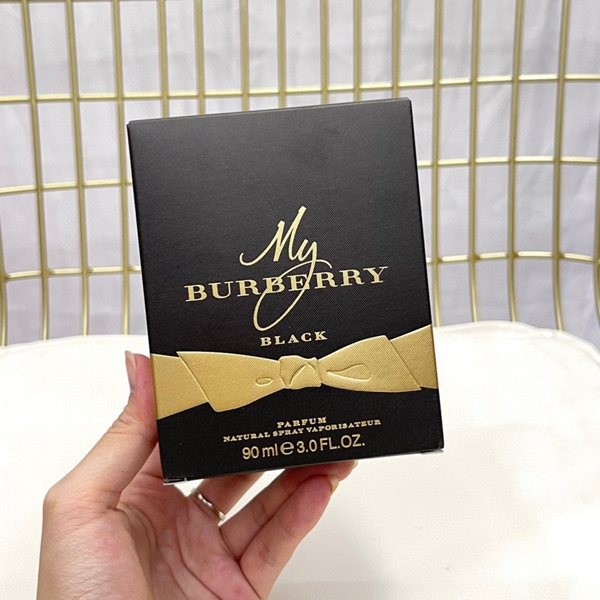 My
BURBERRY
BLACK
PARFUM
NATURAL SPRAY VAPORISATEUR
90 ml e 3.0 FL.OZ.